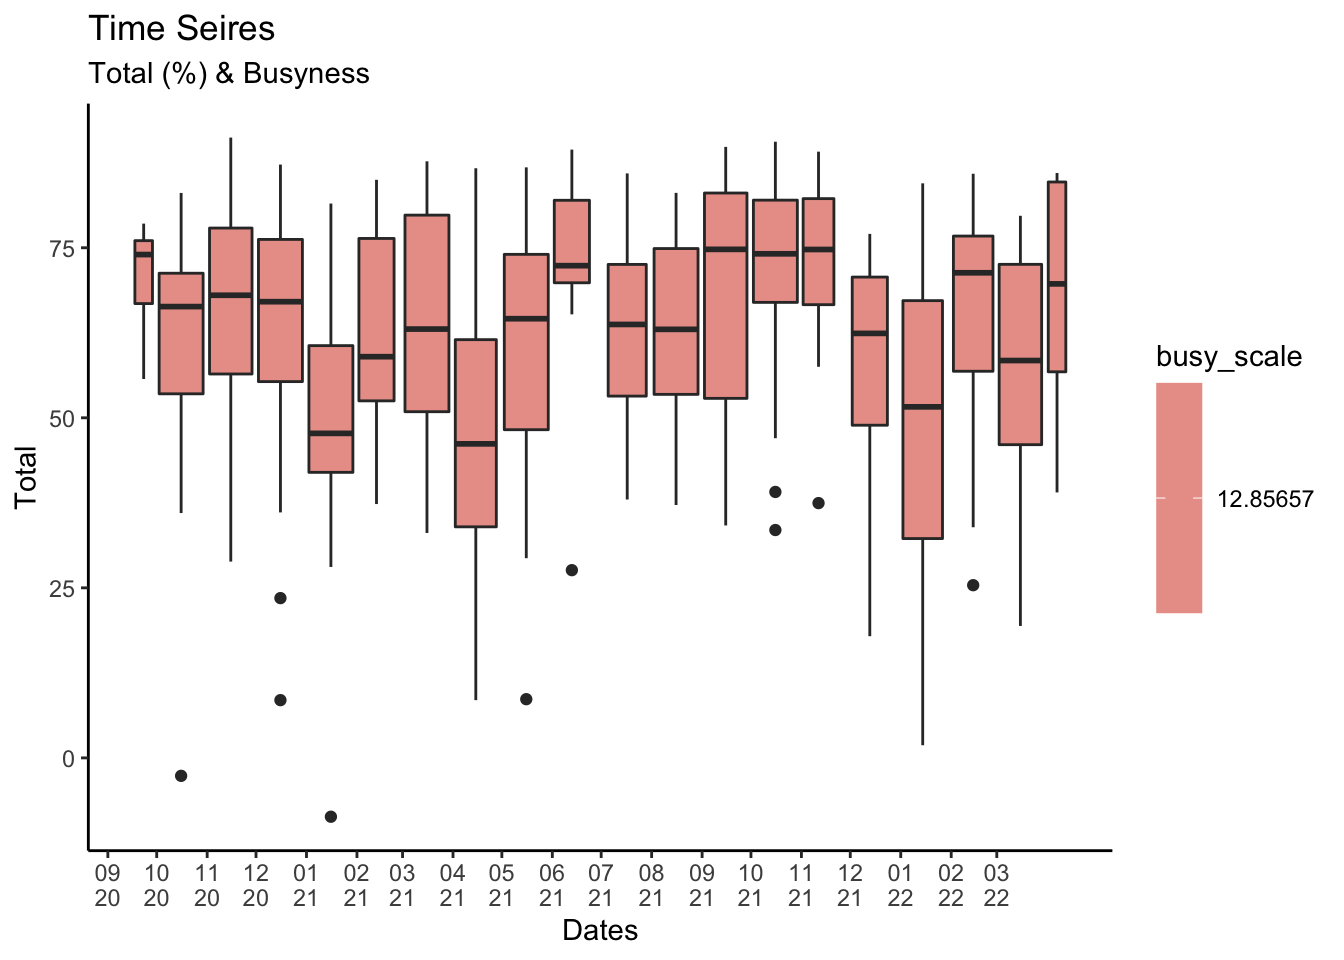 Time Seires
Total (%) & Busyness
Total
75
50
25
0
busy_scale
12.85657
09 10 11 12 01 02 03 04 05 06 07 08 09 10 11 12 01 02 03
20 20 20 20 21 21 21 21 21 21 21 21 21 21 21 21 22 22 22
Dates